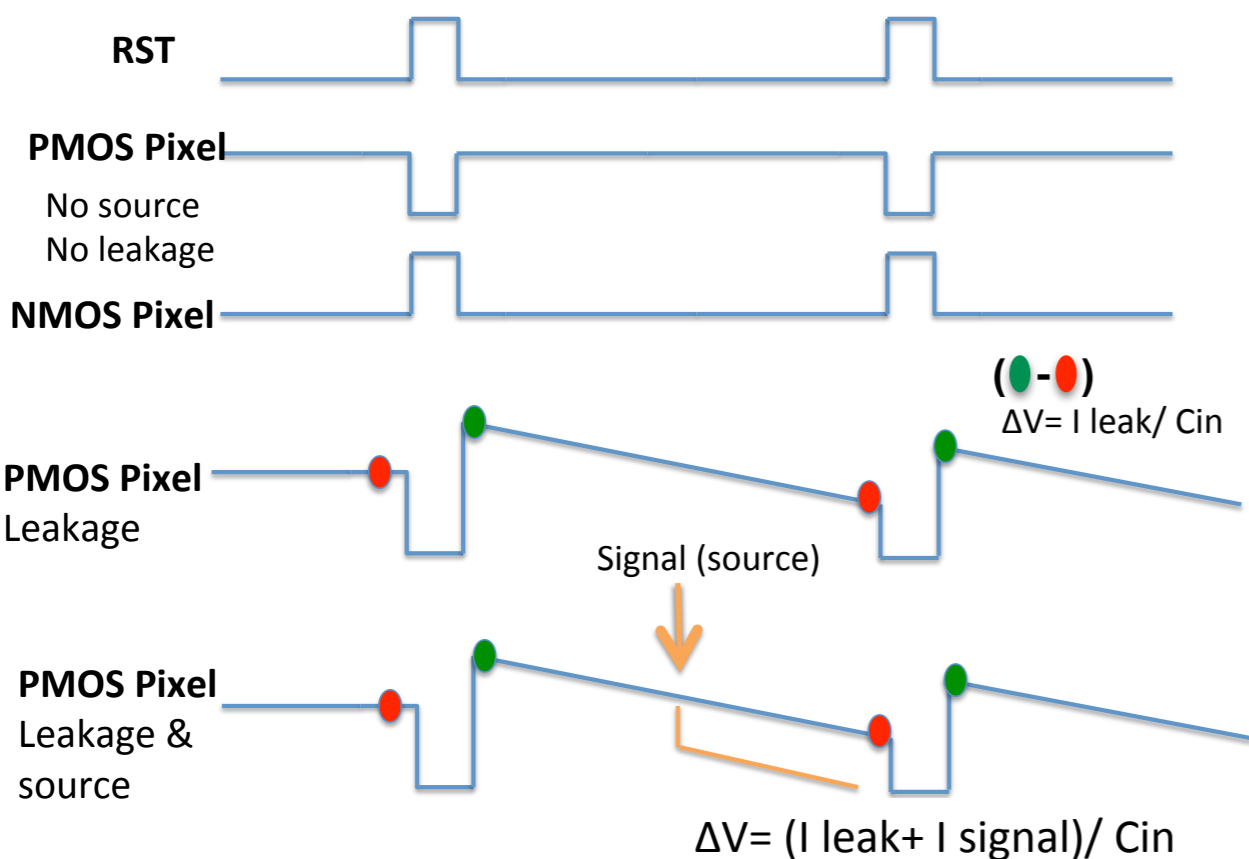 RST
PMOS Pixel
No source
No leakage
NMOS Pixel
(-)
ΔV= I leak/ Cin
PMOS Pixel
Leakage
Signal (source)
PMOS Pixel
Leakage &
source
ΔV= (I leak+ I signal)/ Cin